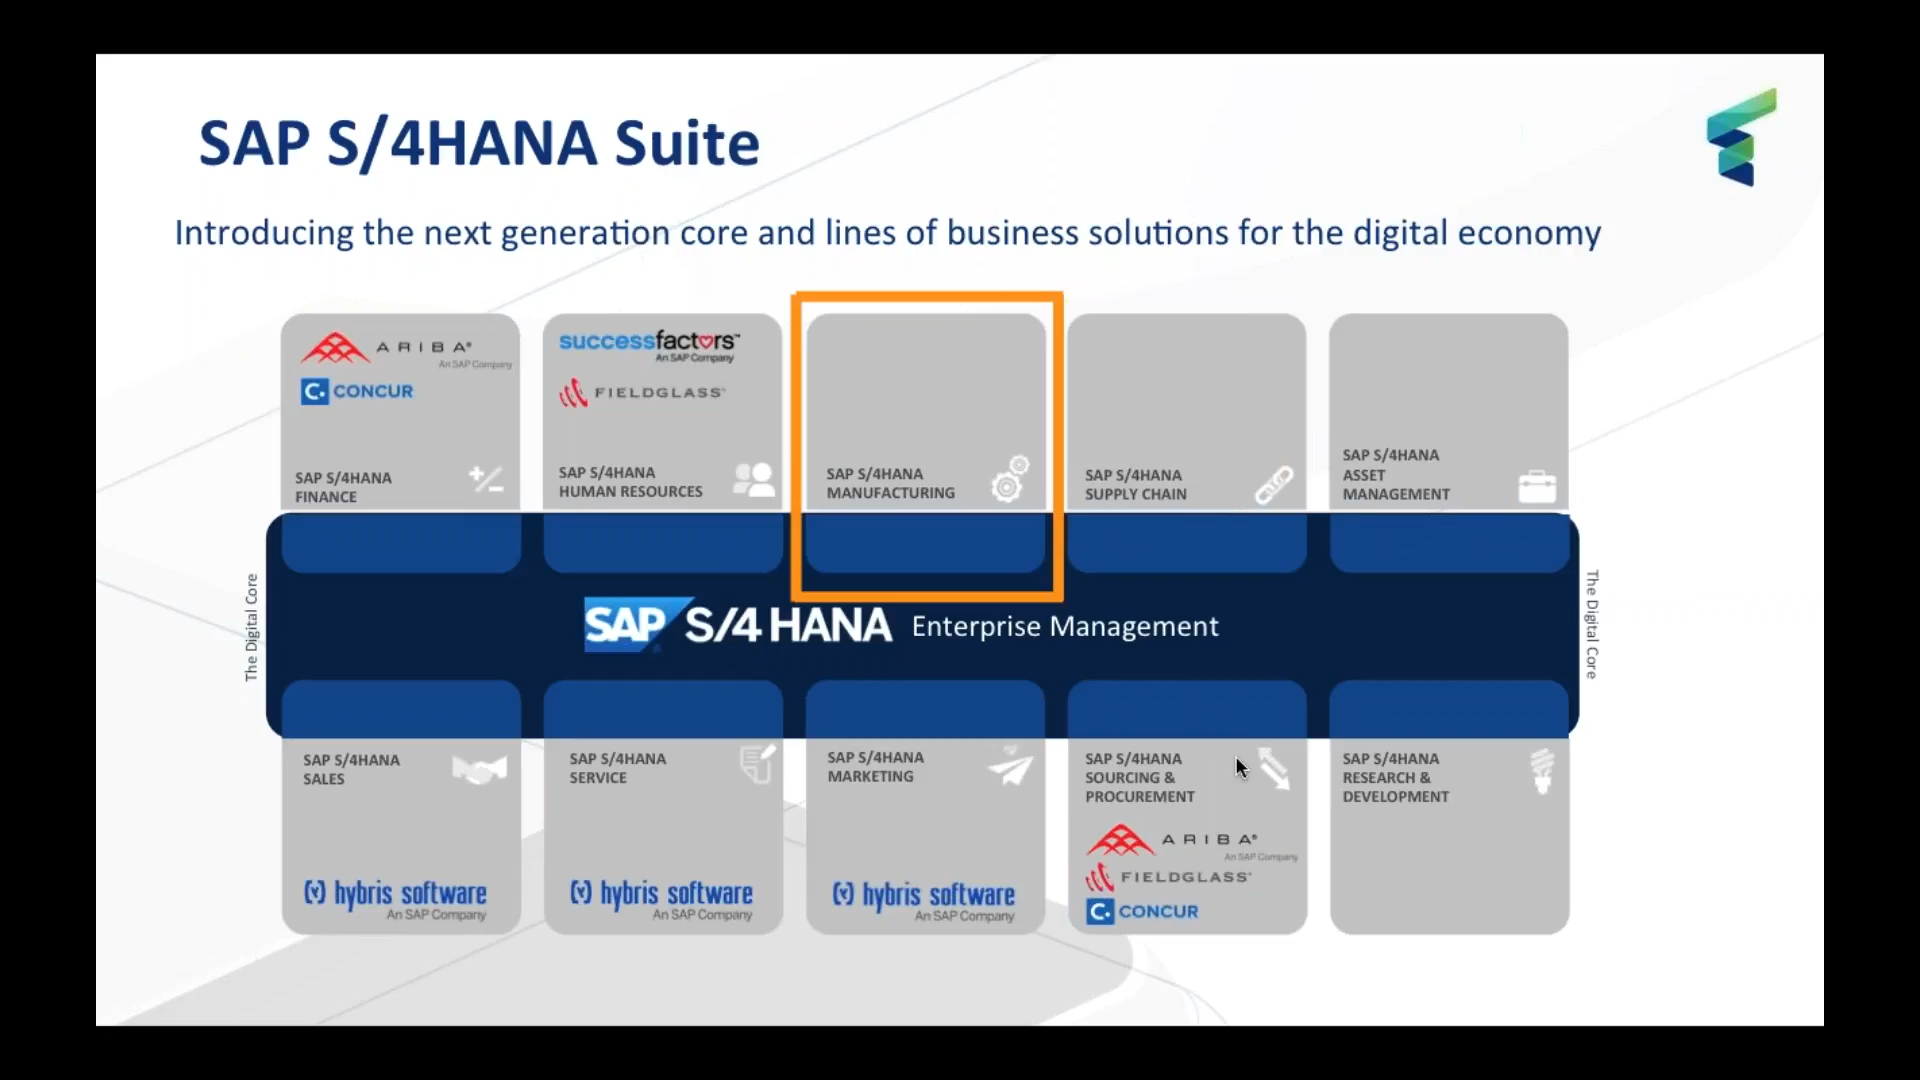 SAP S/4HANA Suite
Introducing the next generation core and lines of business solutions for the digital economy
ARIBA®
An SAP Company
C. CONCUR
SAP S/4HANA
FINANCE
successfactors™
An SAP Company
FIELDGLASS®
SAP S/4HANA
HUMAN RESOURCES
SAP S/4HANA
MANUFACTURING
SAP S/4HANA
SUPPLY CHAIN
SAP S/4HANA
ASSET
MANAGEMENT
The Digital Core
SAP S/4HANA Enterprise Management
The Digital Core
SAP S/4HANA
SALES
(y) hybris software
An SAP Company
SAP S/4HANA
SERVICE
(y) hybris software
An SAP Company
SAP S/4HANA
MARKETING
(y) hybris software
An SAP Company
SAP S/4HANA
SOURCING &
PROCUREMENT
ARIBA®
An SAP Company
FIELDGLASS®
C. CONCUR
SAP S/4HANA
RESEARCH &
DEVELOPMENT